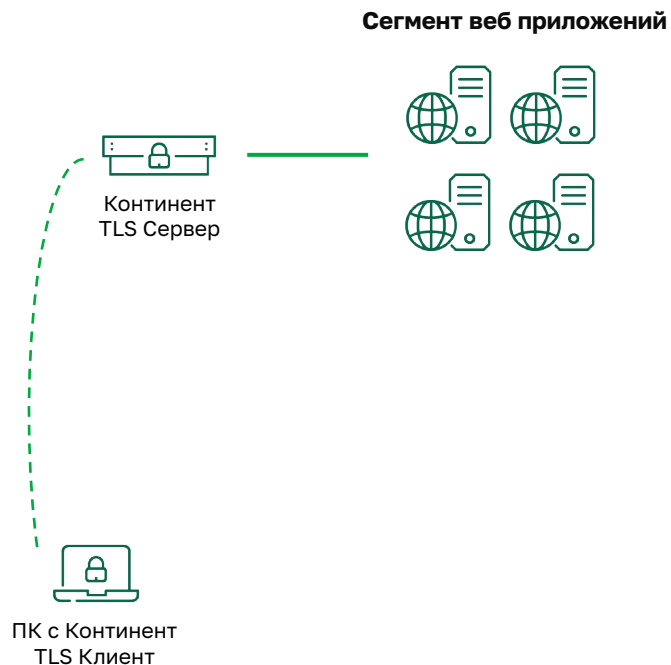 Сегмент веб приложений
Континент
TLS Сервер
ПК с Континент
TLS Клиент